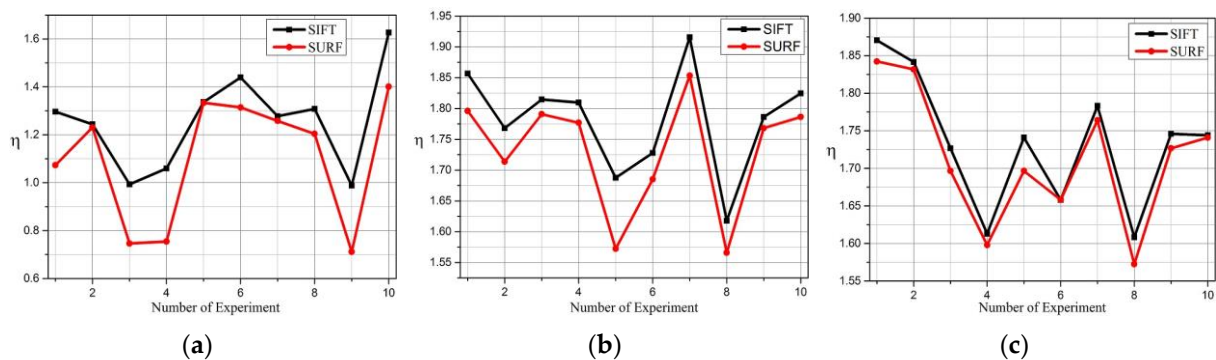 SIFT
SURF
1.6
1.4
1.2
1.0
0.8
0.6
η
2 4 6 8 10
Number of Experiment
(a)
SIFT
SURF
1.95
1.90
1.85
1.80
1.75
1.70
1.65
1.60
1.55
η
2 4 6 8 10
Number of Experiment
(b)
SIFT
SURF
1.90
1.85
1.80
1.75
1.70
1.65
1.60
1.55
η
2 4 6 8 10
Number of Experiment
(c)